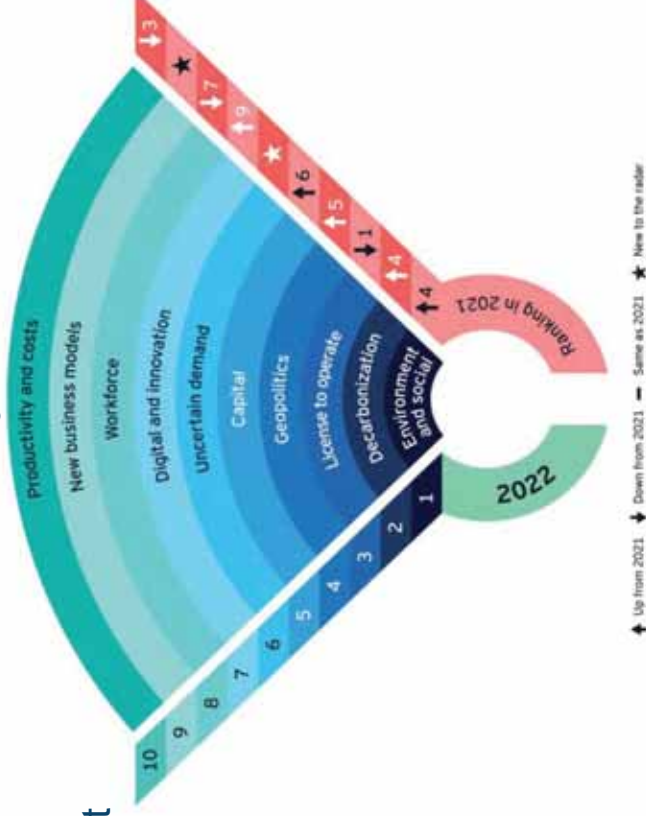 t
Productivity and costs
New business models
Workforce
Digital and innovation
Uncertain demand
Capital
Geopolitics
License to operate
Decarbonization
Environment
and social
10
9
8
7
6
5
4
3
2
1
3
7
9
6
5
1
4
4
2022
Ranking in 2021
Up from 2021 Down from 2021 Same as 2021 New to the radar